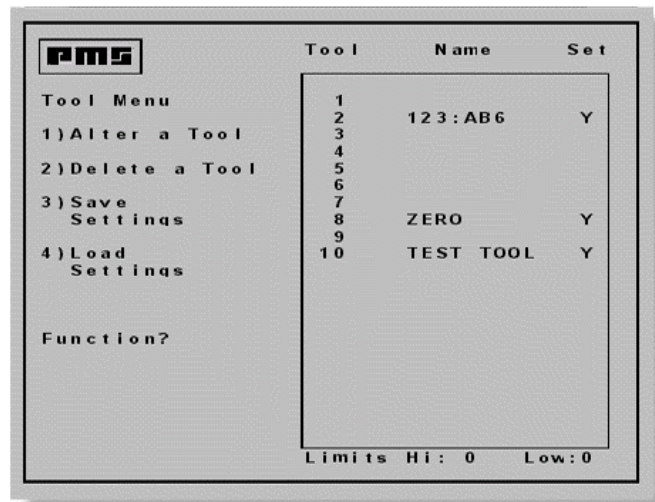 PMS
Tool Menu
1)Alter a Tool
2)Delete a Tool
3)Save
Settings
4)Load
Settings
Function?
Tool Name Set
1
2 123:AB6 Y
3
4
5
6
7
8 ZERO Y
9
10 TEST TOOL Y
Limits Hi: 0 Low:0